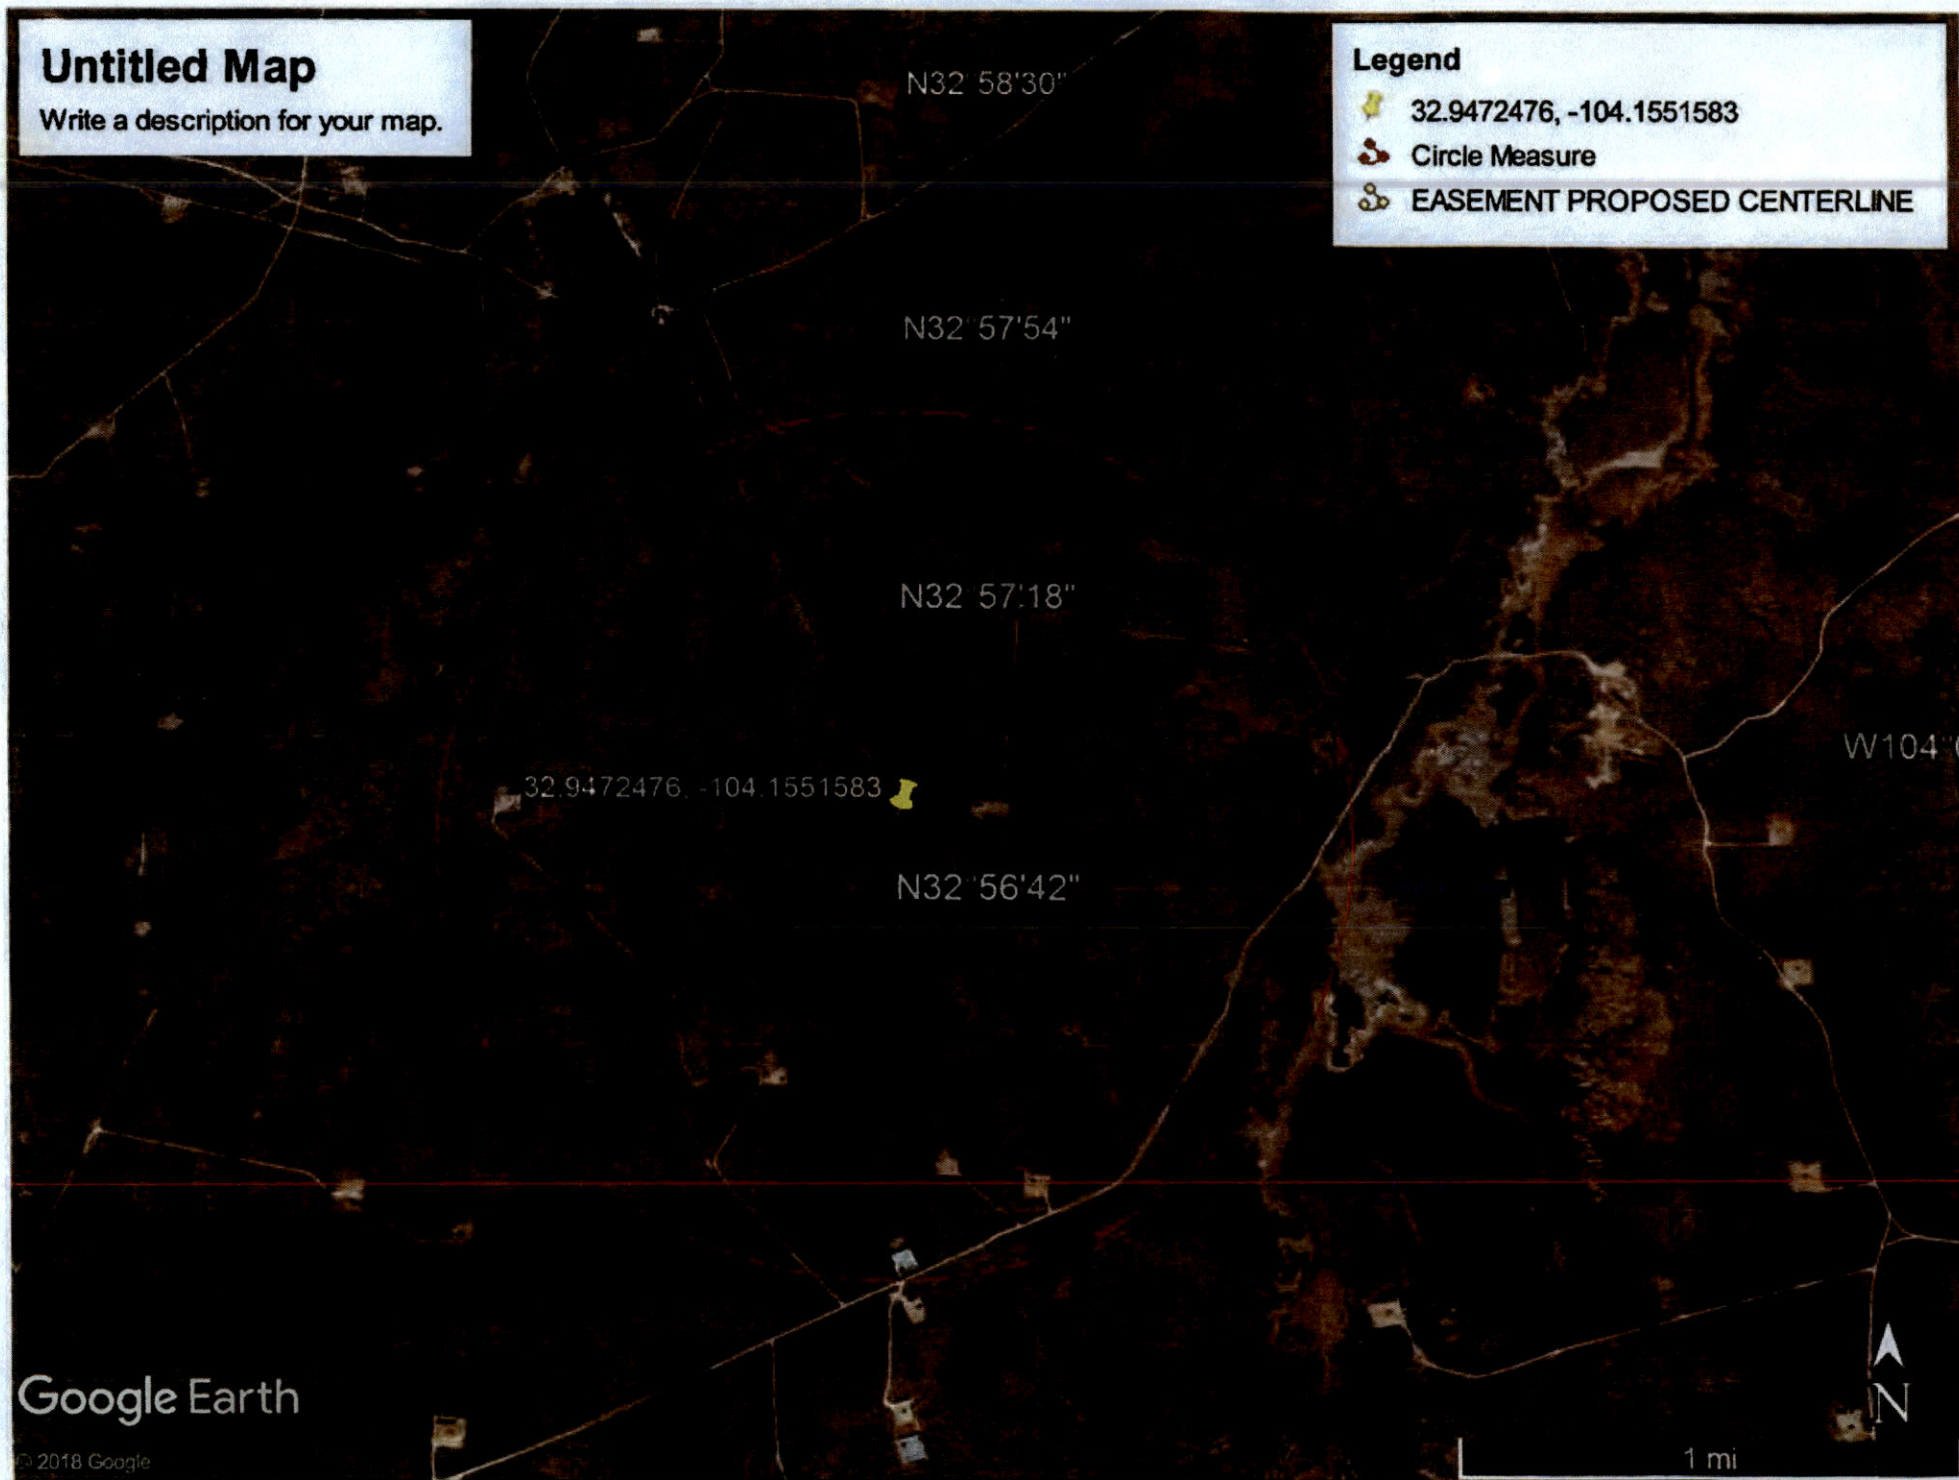 Untitled Map
Write a description for your map.
Legend
32.9472476, -104.1551583
Circle Measure
EASEMENT PROPOSED CENTERLINE
N32°58'30"
N32°57'54"
N32°57'18"
W104°
32.9472476, -104.1551583
N32°56'42"
Google Earth
© 2018 Google
1 mi
N